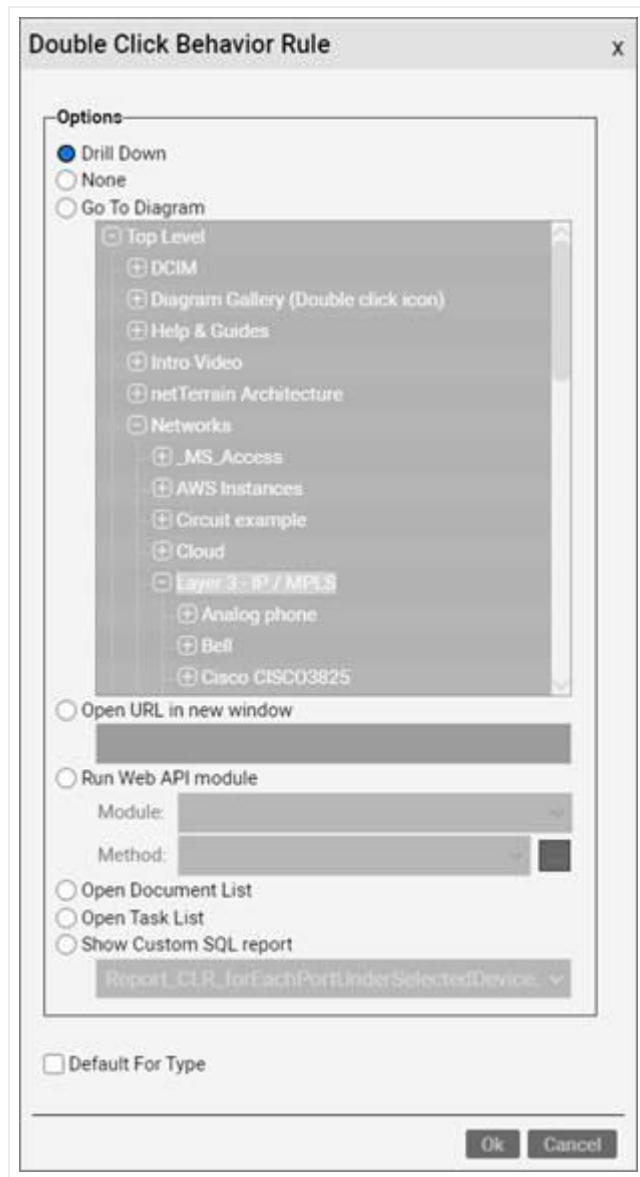 Double Click Behavior Rule
x
Options
Drill Down
None
Go To Diagram
Top Level
DCIM
Diagram Gallery (Double click icon)
Help & Guides
Intro Video
netTerrain Architecture
Networks
_MS_Access
AWS Instances
Circuit example
Cloud
Layer 3 - IP / MPLS
Analog phone
Bell
Cisco CISCO3825
Open URL in new window
Run Web API module
Module:
Method:
Open Document List
Open Task List
Show Custom SQL report
Report_CLR_forEachPortUnderSelectedDevice.
Default For Type
Ok Cancel